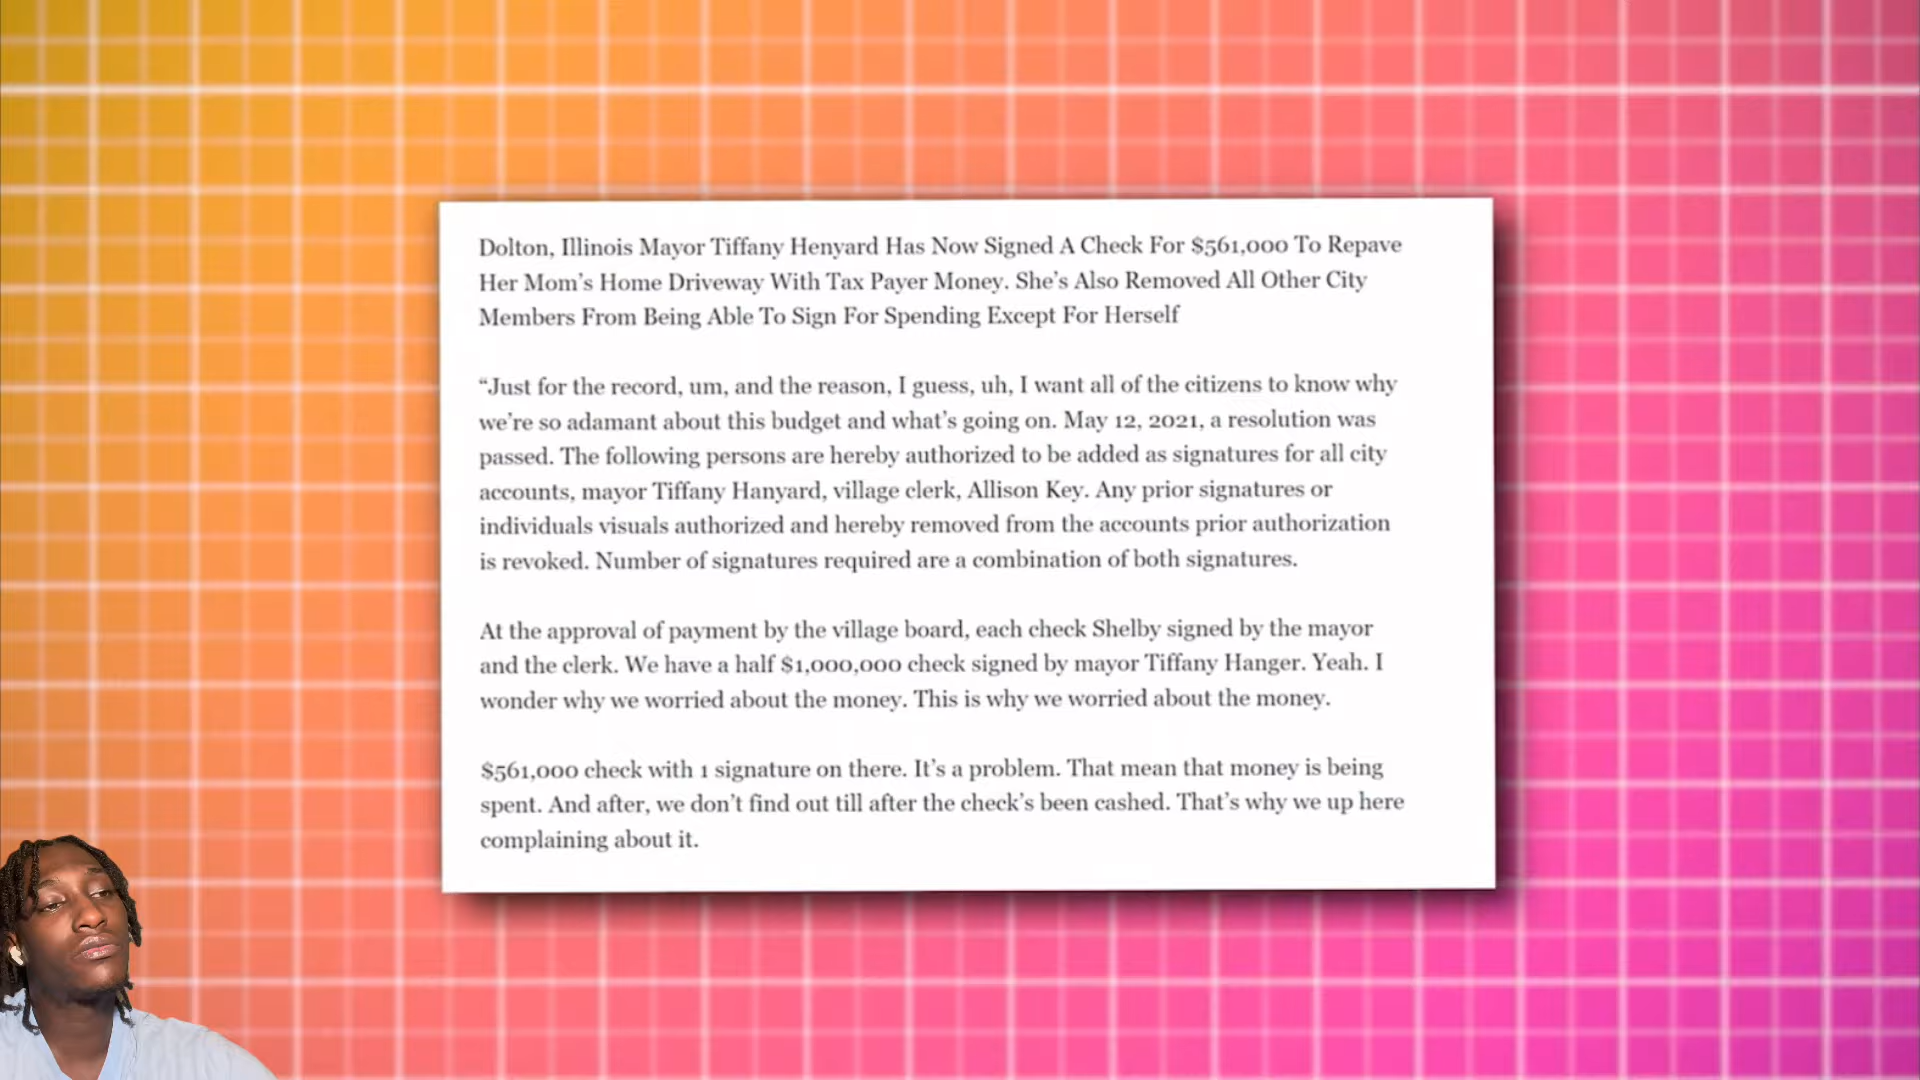 Dolton, Illinois Mayor Tiffany Henyard Has Now Signed A Check For $561,000 To Repave
Her Mom's Home Driveway With Tax Payer Money. She's Also Removed All Other City
Members From Being Able To Sign For Spending Except For Herself
“Just for the record, um, and the reason, I guess, uh, I want all of the citizens to know why
we're so adamant about this budget and what's going on. May 12, 2021, a resolution was
passed. The following persons are hereby authorized to be added as signatures for all city
accounts, mayor Tiffany Hanyard, village clerk, Allison Key. Any prior signatures or
individuals visuals authorized and hereby removed from the accounts prior authorization
is revoked. Number of signatures required are a combination of both signatures.
At the approval of payment by the village board, each check Shelby signed by the mayor
and the clerk. We have a half $1,000,000 check signed by mayor Tiffany Hanger. Yeah. I
wonder why we worried about the money. This is why we worried about the money.
$561,000 check with 1 signature on there. It's a problem. That mean that money is being
spent. And after, we don't find out till after the check's been cashed. That's why we up here
complaining about it.